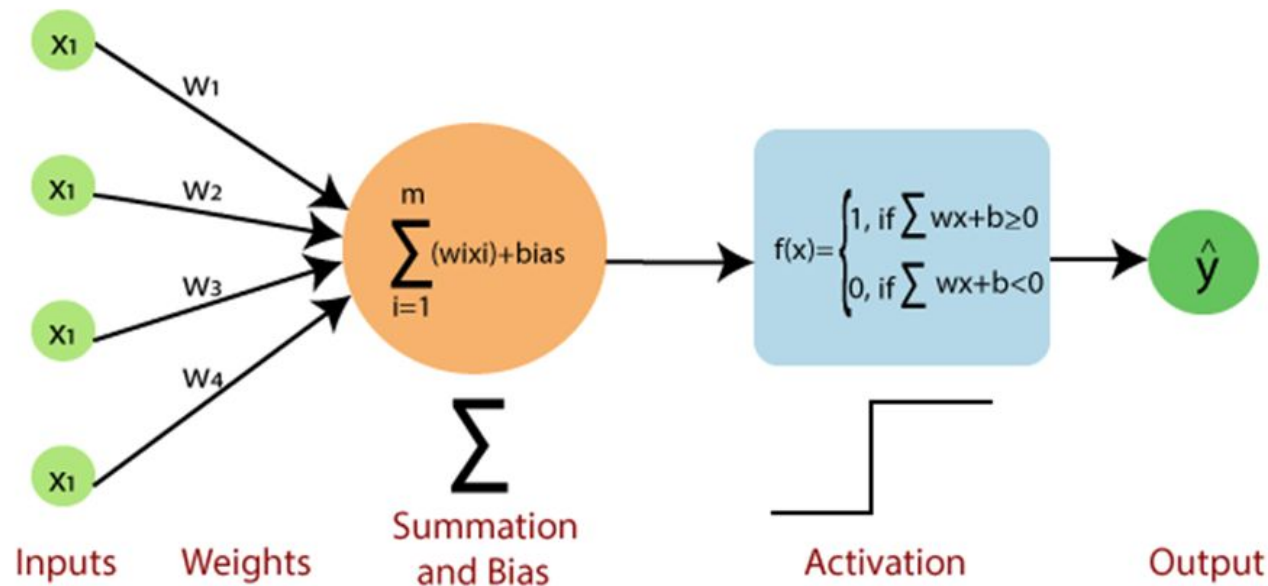 x₁
w₁
x₁
w₂
x₁
w₃
x₁
w₄
m
∑(wixi)+bias
i=1
∑
f(x)={
1, if ∑ wx+b≥0
0, if ∑ wx+b<0
ŷ
Inputs
Weights
Summation
and Bias
Activation
Output